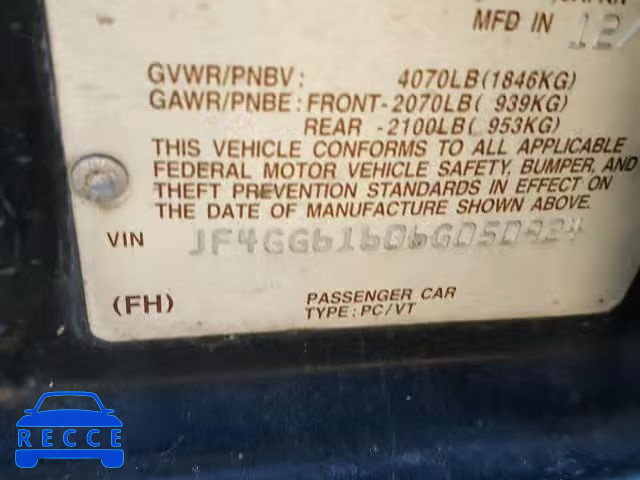 MFD IN 12/
GVWR/PNBV: 4070LB(1846KG)
GAWR/PNBE: FRONT-2070LB( 939KG)
REAR -2100LB( 953KG)
THIS VEHICLE CONFORMS TO ALL APPLICABLE
FEDERAL MOTOR VEHICLE SAFETY, BUMPER, AND
THEFT PREVENTION STANDARDS IN EFFECT ON
THE DATE OF MANUFACTURE SHOWN ABOVE.
VIN JF4GG61606G050924
(FH) PASSENGER CAR
TYPE: PC/VT
RECCE